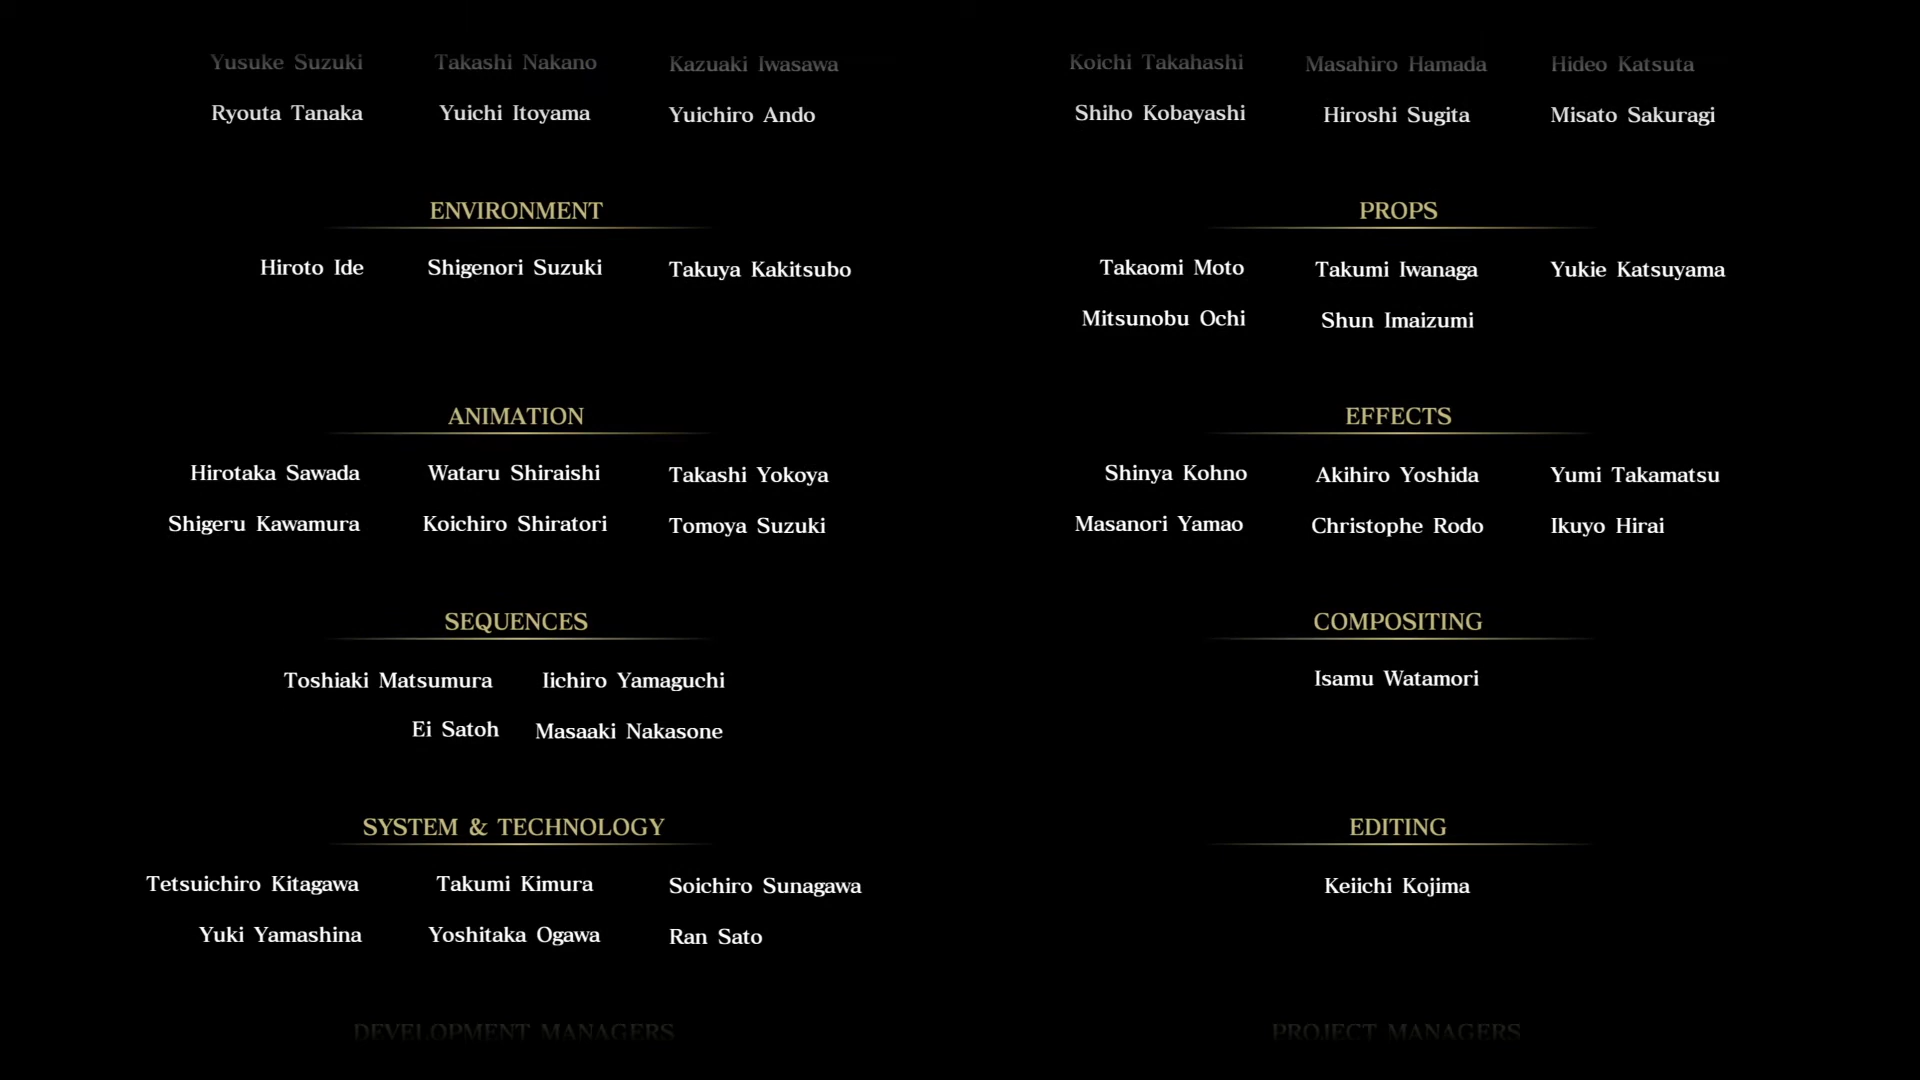 Yusuke Suzuki Takashi Nakano Kazuaki Iwasawa
Ryouta Tanaka Yuichi Itoyama Yuichiro Ando
Koichi Takahashi Masahiro Hamada Hideo Katsuta
Shiho Kobayashi Hiroshi Sugita Misato Sakuragi
ENVIRONMENT
Hiroto Ide Shigenori Suzuki Takuya Kakitsubo
PROPS
Takaomi Moto Takumi Iwanaga Yukie Katsuyama
Mitsunobu Ochi Shun Imaizumi
ANIMATION
Hirotaka Sawada Wataru Shiraishi Takashi Yokoya
Shigeru Kawamura Koichiro Shiratori Tomoya Suzuki
EFFECTS
Shinya Kohno Akihiro Yoshida Yumi Takamatsu
Masanori Yamao Christophe Rodo Ikuyo Hirai
SEQUENCES
Toshiaki Matsumura Iichiro Yamaguchi
Ei Satoh Masaaki Nakasone
COMPOSITING
Isamu Watamori
SYSTEM & TECHNOLOGY
Tetsuichiro Kitagawa Takumi Kimura Soichiro Sunagawa
Yuki Yamashina Yoshitaka Ogawa Ran Sato
EDITING
Keiichi Kojima
DEVELOPMENT MANAGERS
PROJECT MANAGERS